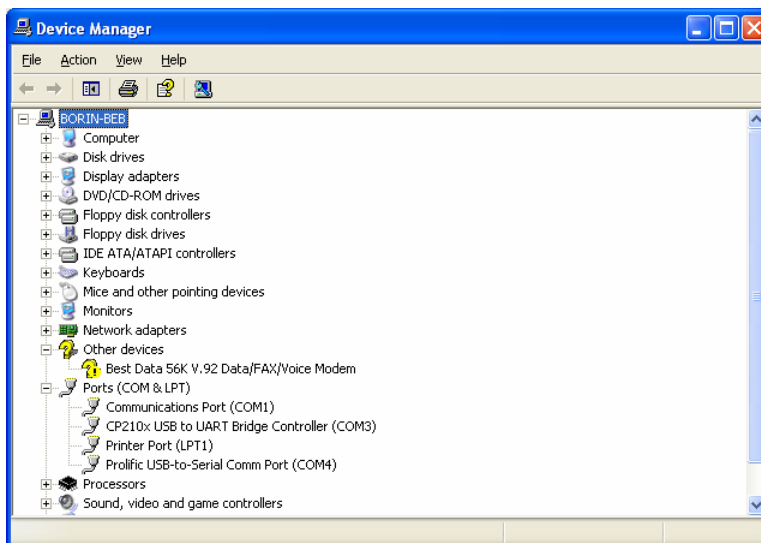 Device Manager
File Action View Help
BORIN-BEB
Computer
Disk drives
Display adapters
DVD/CD-ROM drives
Floppy disk controllers
Floppy disk drives
IDE ATA/ATAPI controllers
Keyboards
Mice and other pointing devices
Monitors
Network adapters
Other devices
Best Data 56K V.92 Data/FAX/Voice Modem
Ports (COM & LPT)
Communications Port (COM1)
CP210x USB to UART Bridge Controller (COM3)
Printer Port (LPT1)
Prolific USB-to-Serial Comm Port (COM4)
Processors
Sound, video and game controllers